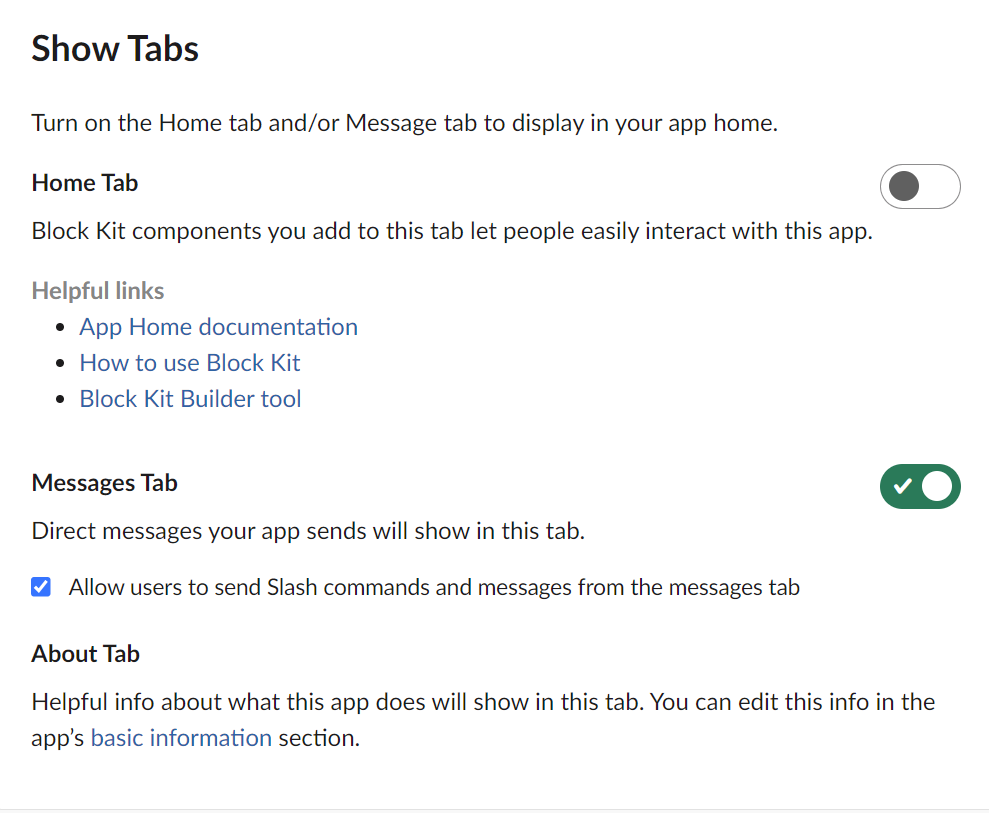 Show Tabs
Turn on the Home tab and/or Message tab to display in your app home.
Home Tab
Block Kit components you add to this tab let people easily interact with this app.
Helpful links
App Home documentation
How to use Block Kit
Block Kit Builder tool
Messages Tab
Direct messages your app sends will show in this tab.
Allow users to send Slash commands and messages from the messages tab
About Tab
Helpful info about what this app does will show in this tab. You can edit this info in the
app’s basic information section.